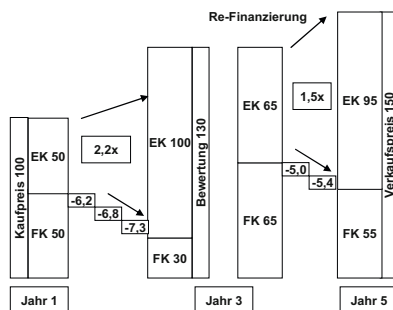 Re-Finanzierung
Kaufpreis 100
EK 50
FK 50
2,2x
-6,2
-6,8
-7,3
EK 100
FK 30
Bewertung 130
EK 65
FK 65
1,5x
-5,0
-5,4
EK 95
FK 55
Verkaufspreis 150
Jahr 1
Jahr 3
Jahr 5